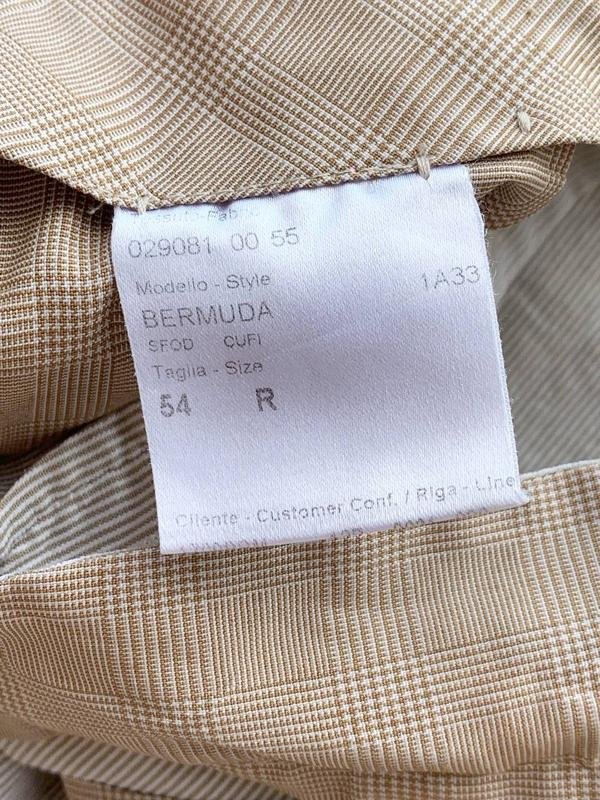 029081 00 55
Modello - Style 1A33
BERMUDA
SFOD CUFI
Taglia - Size
54 R
Cliente - Customer Conf. / Riga - Line